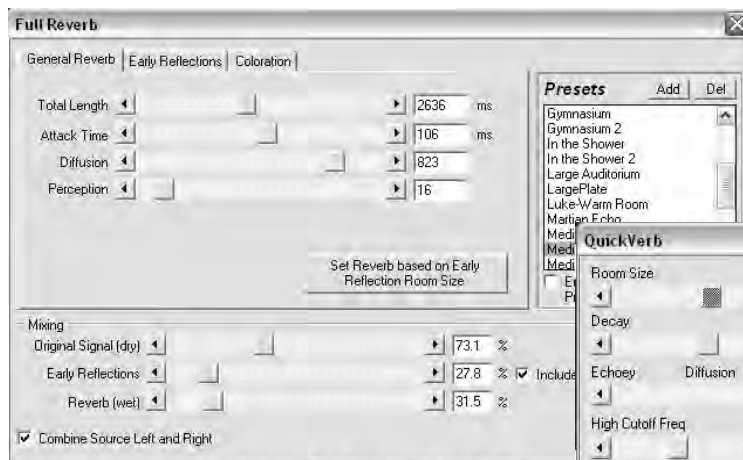 Full Reverb
General Reverb Early Reflections Coloration
Total Length 2636 ms
Attack Time 106 ms
Diffusion 823
Perception 16
Set Reverb based on Early
Reflection Room Size
Presets Add Del
Gymnasium
Gymnasium 2
In the Shower
In the Shower 2
Large Auditorium
LargePlate
Luke-Warm Room
Martian Echo
Medi
Medi
Medi
Mixing
Original Signal (dry) 73.1 %
Early Reflections 27.8 % Include
Reverb (wet) 31.5 %
Combine Source Left and Right
QuickVerb
Room Size
Decay
Echoey Diffusion
High Cutoff Freq